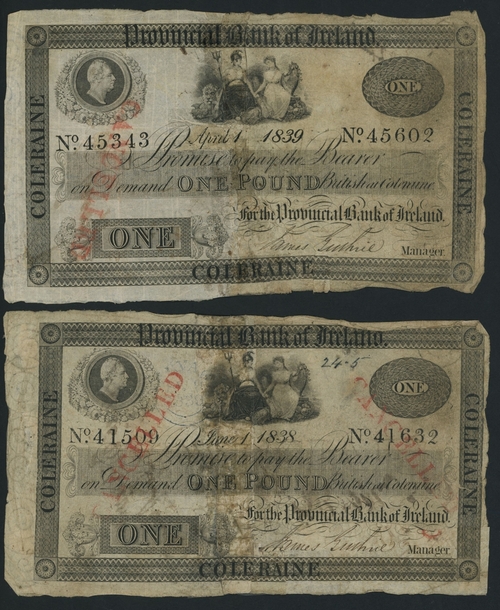 Provincial Bank of Ireland.
ONE
COLERAINE
COLERAINE
No. 45343 April 1 1839 No. 45602
Promise to pay the Bearer
on Demand ONE POUND British at Coleraine
For the Provincial Bank of Ireland.
ONE
James Guthrie Manager
COLERAINE.
Provincial Bank of Ireland.
24-5
ONE
CANCELLED
CANCELLED
COLERAINE
COLERAINE
No. 41509 June 1 1838 No. 41632
Promise to pay the Bearer
on Demand ONE POUND British at Coleraine
For the Provincial Bank of Ireland.
ONE
James Guthrie Manager
COLERAINE